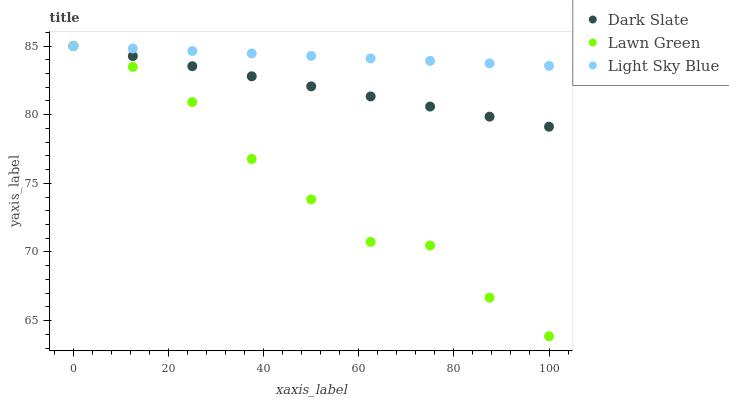 title
Dark Slate
Lawn Green
Light Sky Blue
85
80
75
70
65
yaxis_label
0 20 40 60 80 100
xaxis_label